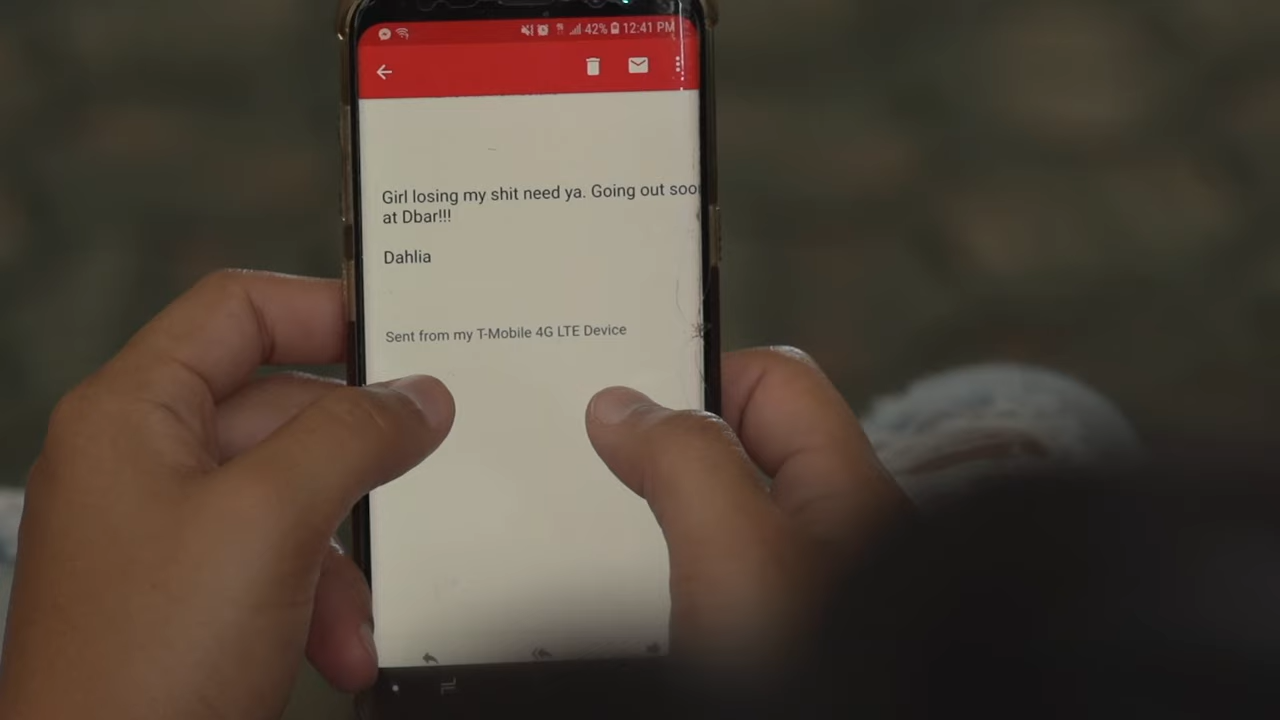 42% 12:41 PM
Girl losing my shit need ya. Going out soo
at Dbar!!!
Dahlia
Sent from my T-Mobile 4G LTE Device